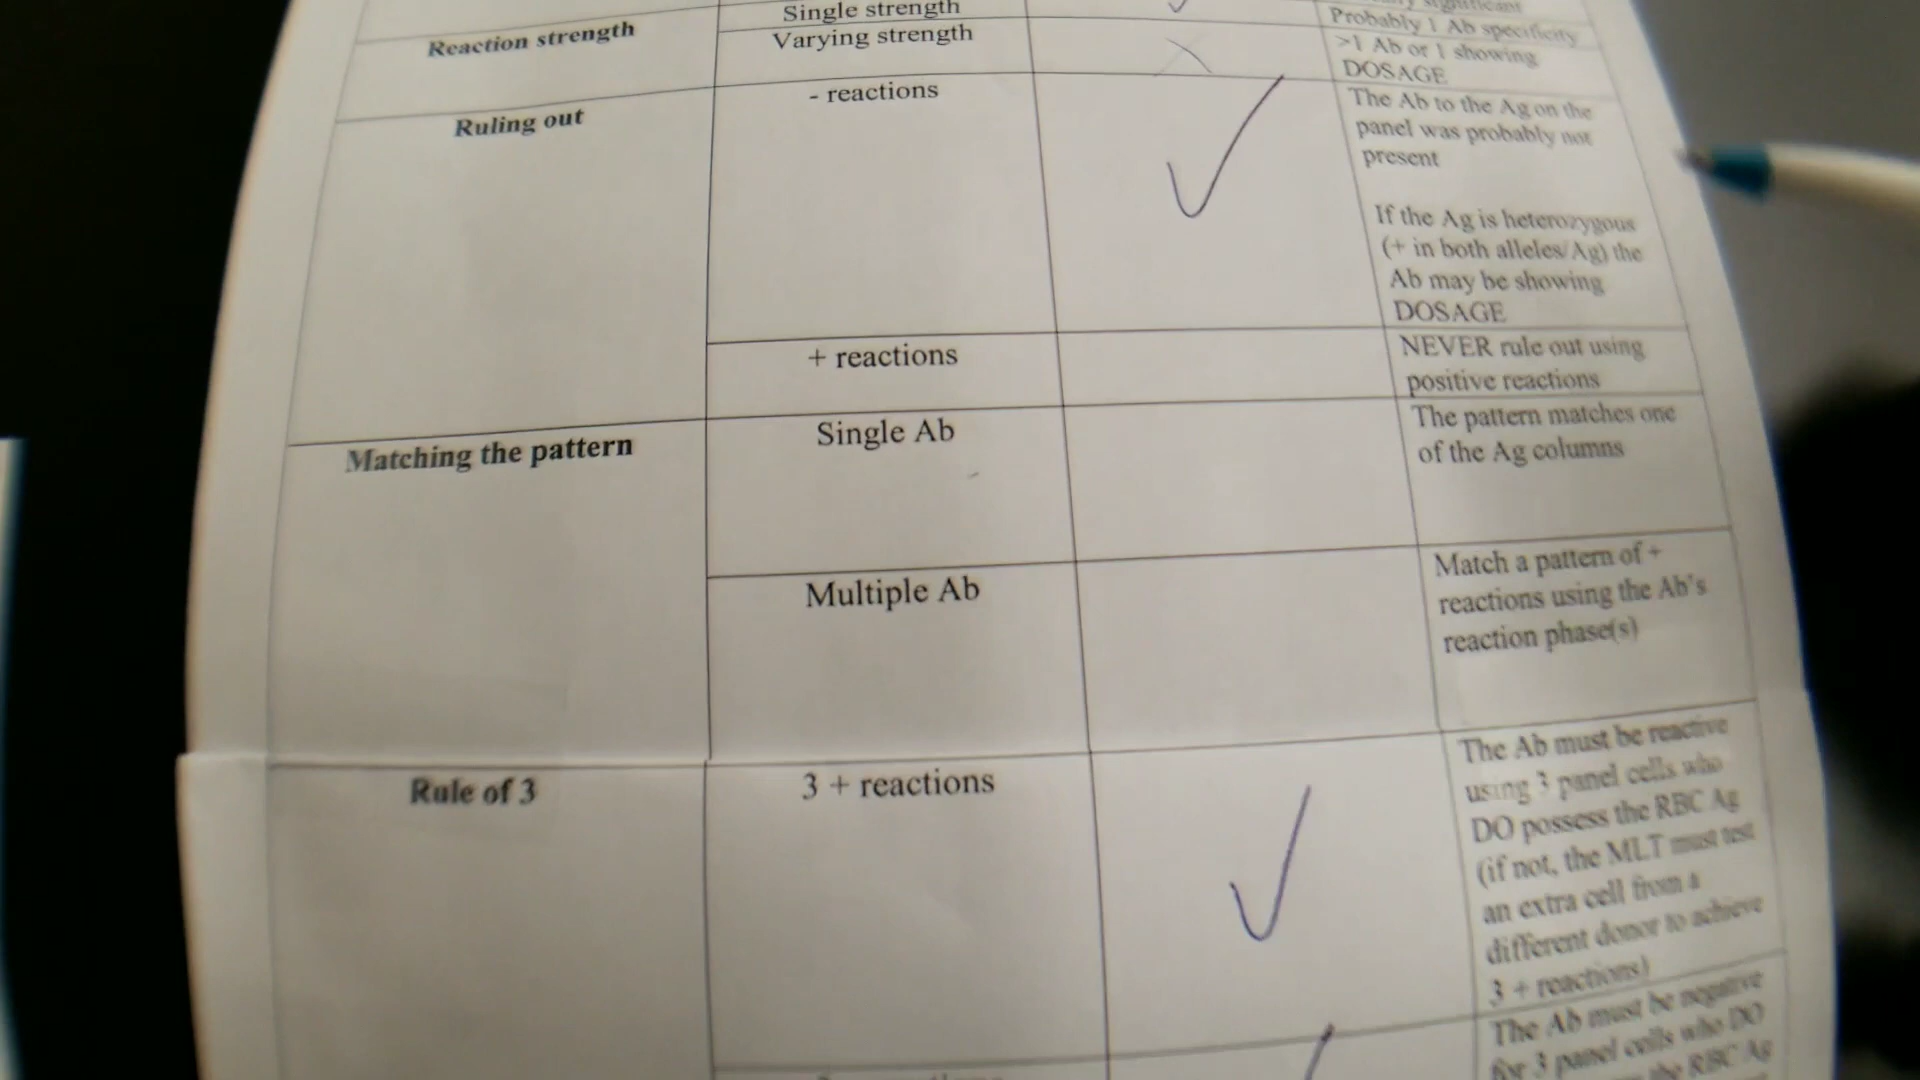 Single strength
significant
Reaction strength
Varying strength
Probably 1 Ab specificity
>1 Ab or 1 showing
DOSAGE
Ruling out
- reactions
The Ab to the Ag on the
panel was probably not
present
If the Ag is heterozygous
(+ in both alleles/Ag) the
Ab may be showing
DOSAGE
+ reactions
NEVER rule out using
positive reactions
Matching the pattern
Single Ab
The pattern matches one
of the Ag columns
Multiple Ab
Match a pattern of +
reactions using the Ab's
reaction phase(s)
Rule of 3
3 + reactions
The Ab must be reactive
using 3 panel cells who
DO possess the RBC Ag
(if not, the MLT must test
an extra cell from a
different donor to achieve
3 + reactions)
The Ab must be negative
for 3 panel cells who DO
the RBC Ag